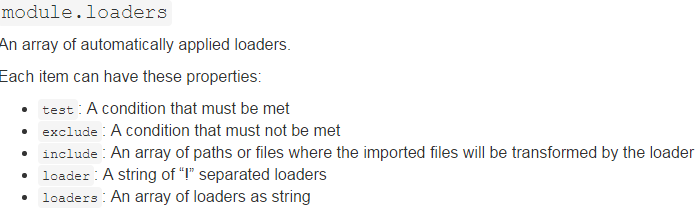 module.loaders
An array of automatically applied loaders.
Each item can have these properties:
• test: A condition that must be met
• exclude: A condition that must not be met
• include: An array of paths or files where the imported files will be transformed by the loader
• loader: A string of “!” separated loaders
• loaders: An array of loaders as string